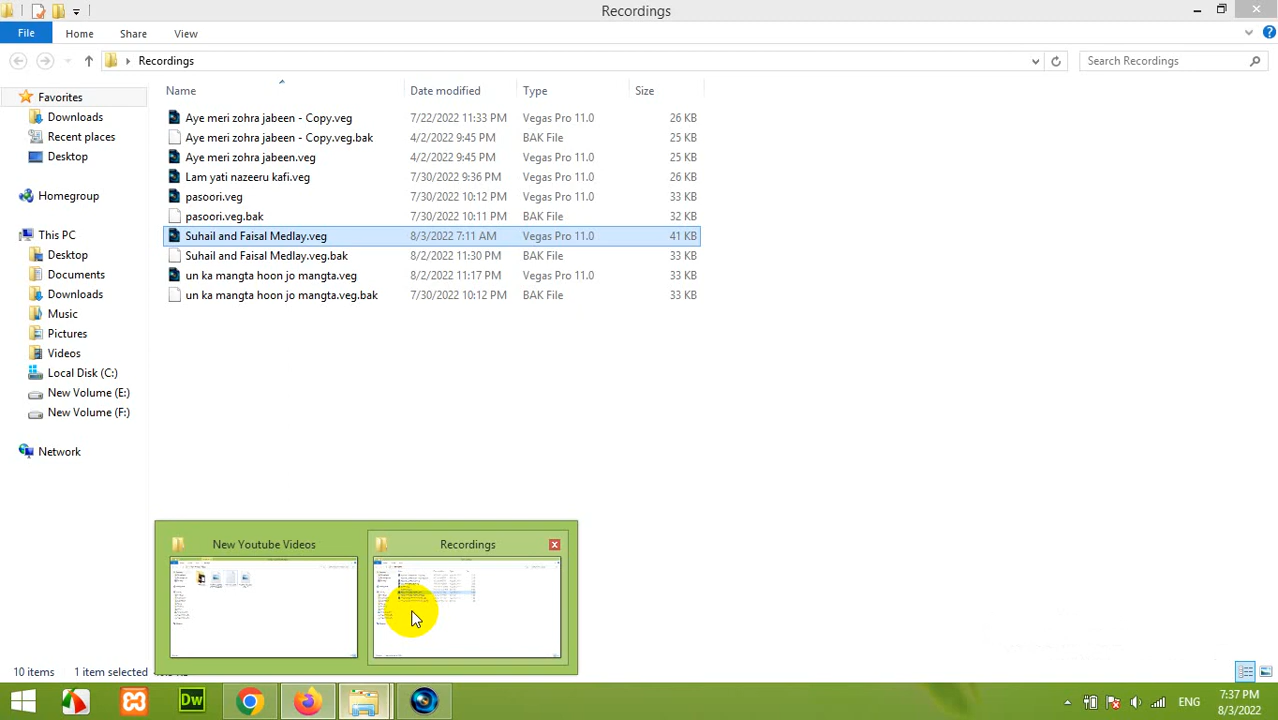 Recordings
File Home Share View
Recordings
Search Recordings
Name Date modified Type Size
Favorites
Downloads
Recent places
Desktop
Homegroup
This PC
Desktop
Documents
Downloads
Music
Pictures
Videos
Local Disk (C:)
New Volume (E:)
New Volume (F:)
Network
Aye meri zohra jabeen - Copy.veg 7/22/2022 11:33 PM Vegas Pro 11.0 26 KB
Aye meri zohra jabeen - Copy.veg.bak 4/2/2022 9:45 PM BAK File 25 KB
Aye meri zohra jabeen.veg 4/2/2022 9:45 PM Vegas Pro 11.0 25 KB
Lam yati nazeeru kafi.veg 7/30/2022 9:36 PM Vegas Pro 11.0 26 KB
pasoori.veg 7/30/2022 10:12 PM Vegas Pro 11.0 33 KB
pasoori.veg.bak 7/30/2022 10:11 PM BAK File 32 KB
Suhail and Faisal Medlay.veg 8/3/2022 7:11 AM Vegas Pro 11.0 41 KB
Suhail and Faisal Medlay.veg.bak 8/2/2022 11:30 PM BAK File 33 KB
un ka mangta hoon jo mangta.veg 8/2/2022 11:17 PM Vegas Pro 11.0 33 KB
un ka mangta hoon jo mangta.veg.bak 7/30/2022 10:12 PM BAK File 33 KB
New Youtube Videos Recordings
10 items 1 item selected
Dw
ENG
7:37 PM
8/3/2022